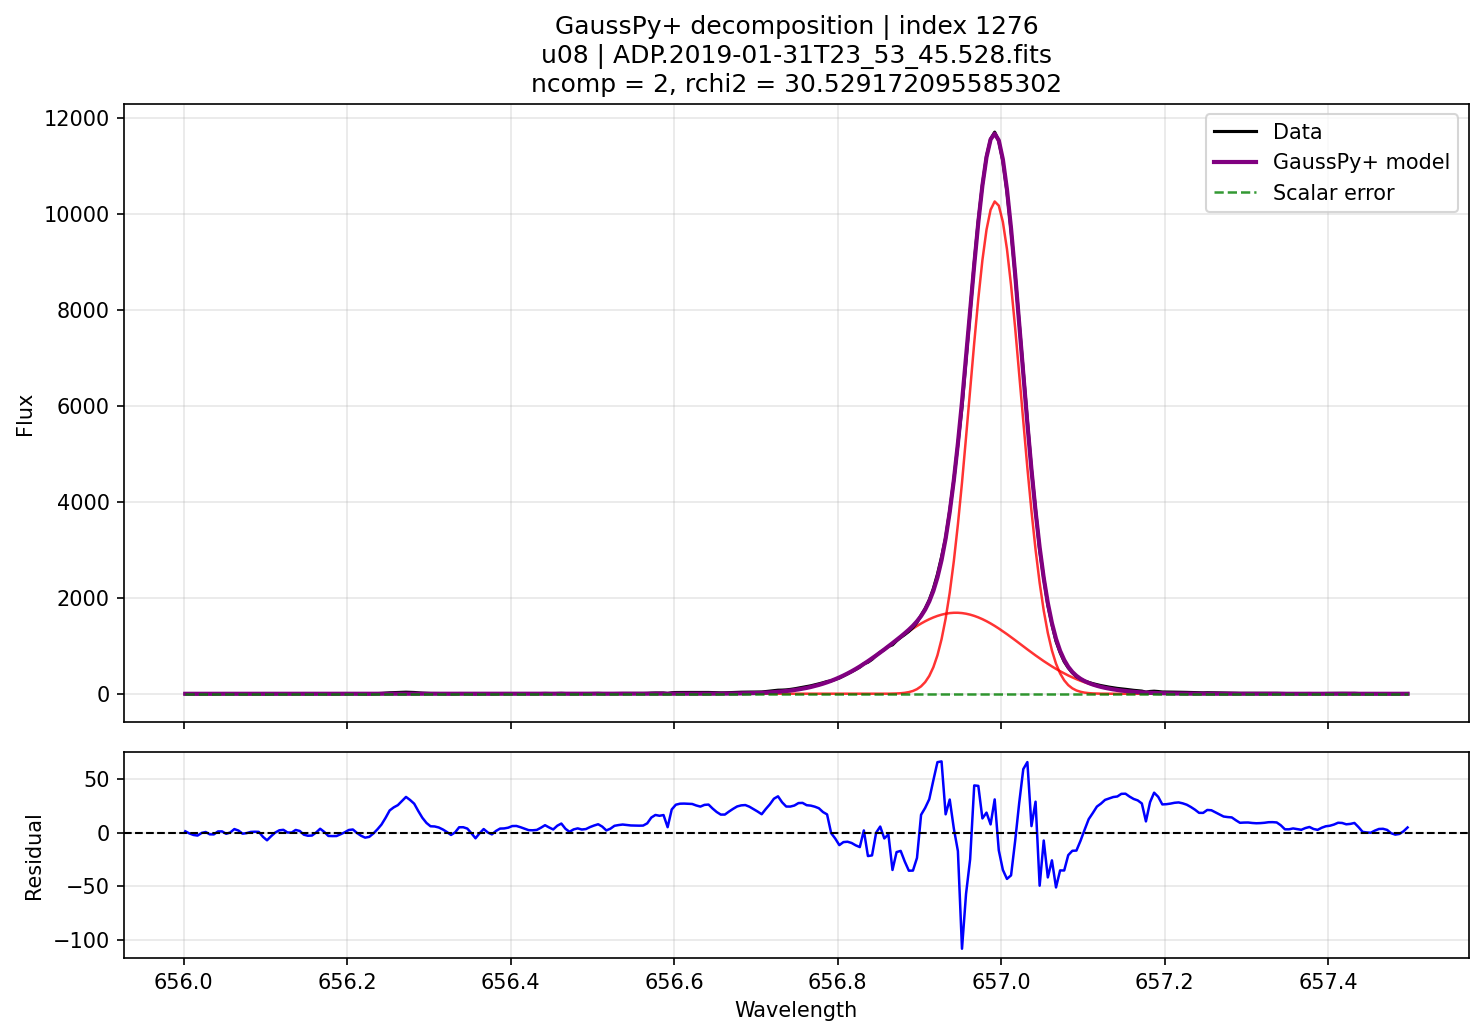 GaussPy+ decomposition | index 1276
u08 | ADP.2019-01-31T23_53_45.528.fits
ncomp = 2, rchi2 = 30.529172095585302
Data
GaussPy+ model
Scalar error
Flux
12000
10000
8000
6000
4000
2000
0
Residual
50
0
−50
−100
656.0 656.2 656.4 656.6 656.8 657.0 657.2 657.4
Wavelength